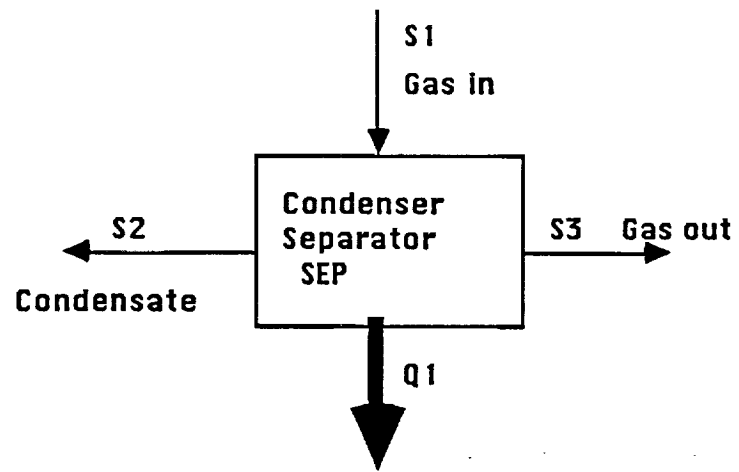 S1
Gas in
Condenser
Separator
SEP
S2
Condensate
S3 Gas out
Q1